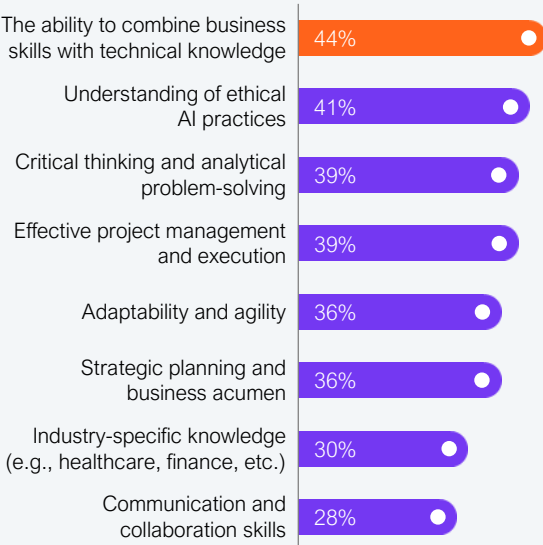 The ability to combine business
skills with technical knowledge
44%
Understanding of ethical
AI practices
41%
Critical thinking and analytical
problem-solving
39%
Effective project management
and execution
39%
Adaptability and agility
36%
Strategic planning and
business acumen
36%
Industry-specific knowledge
(e.g., healthcare, finance, etc.)
30%
Communication and
collaboration skills
28%